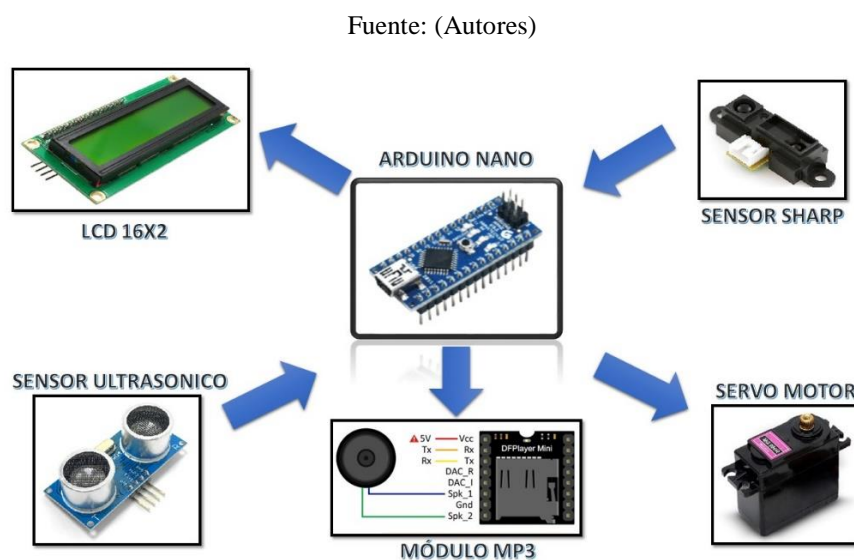 Fuente: (Autores)
ARDUINO NANO
LCD 16X2
SENSOR SHARP
SENSOR ULTRASONICO
SERVO MOTOR
5V Vcc
Tx Rx
Rx Tx
DAC_R
DAC_I
Spk_1
Gnd
Spk_2
DFPlayer Mini
MÓDULO MP3